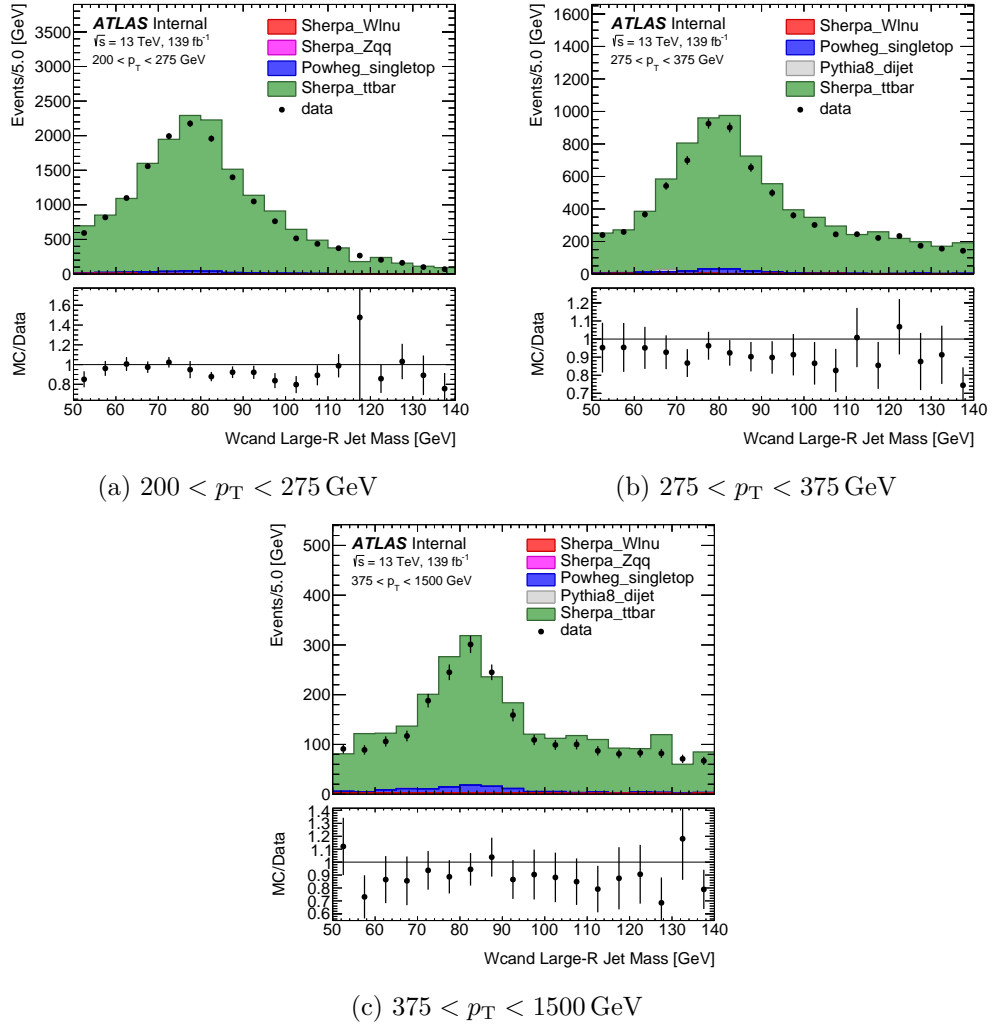 Events/5.0 [GeV]
3500
3000
2500
2000
1500
1000
500
0
ATLAS Internal
√s = 13 TeV, 139 fb-1
200 < pT < 275 GeV
Sherpa_Wlnu
Sherpa_Zqq
Powheg_singletop
Sherpa_ttbar
data
MC/Data
1.6
1.4
1.2
1
0.8
50 60 70 80 90 100 110 120 130 140
Wcand Large-R Jet Mass [GeV]
(a) 200 < pT < 275 GeV
Events/5.0 [GeV]
1600
1400
1200
1000
800
600
400
200
0
ATLAS Internal
√s = 13 TeV, 139 fb-1
275 < pT < 375 GeV
Sherpa_Wlnu
Powheg_singletop
Pythia8_dijet
Sherpa_ttbar
data
MC/Data
1.2
1.1
1
0.9
0.8
0.7
50 60 70 80 90 100 110 120 130 140
Wcand Large-R Jet Mass [GeV]
(b) 275 < pT < 375 GeV
Events/5.0 [GeV]
500
400
300
200
100
0
ATLAS Internal
√s = 13 TeV, 139 fb-1
375 < pT < 1500 GeV
Sherpa_Wlnu
Sherpa_Zqq
Powheg_singletop
Pythia8_dijet
Sherpa_ttbar
data
MC/Data
1.4
1.3
1.2
1.1
1
0.9
0.8
0.7
0.6
50 60 70 80 90 100 110 120 130 140
Wcand Large-R Jet Mass [GeV]
(c) 375 < pT < 1500 GeV